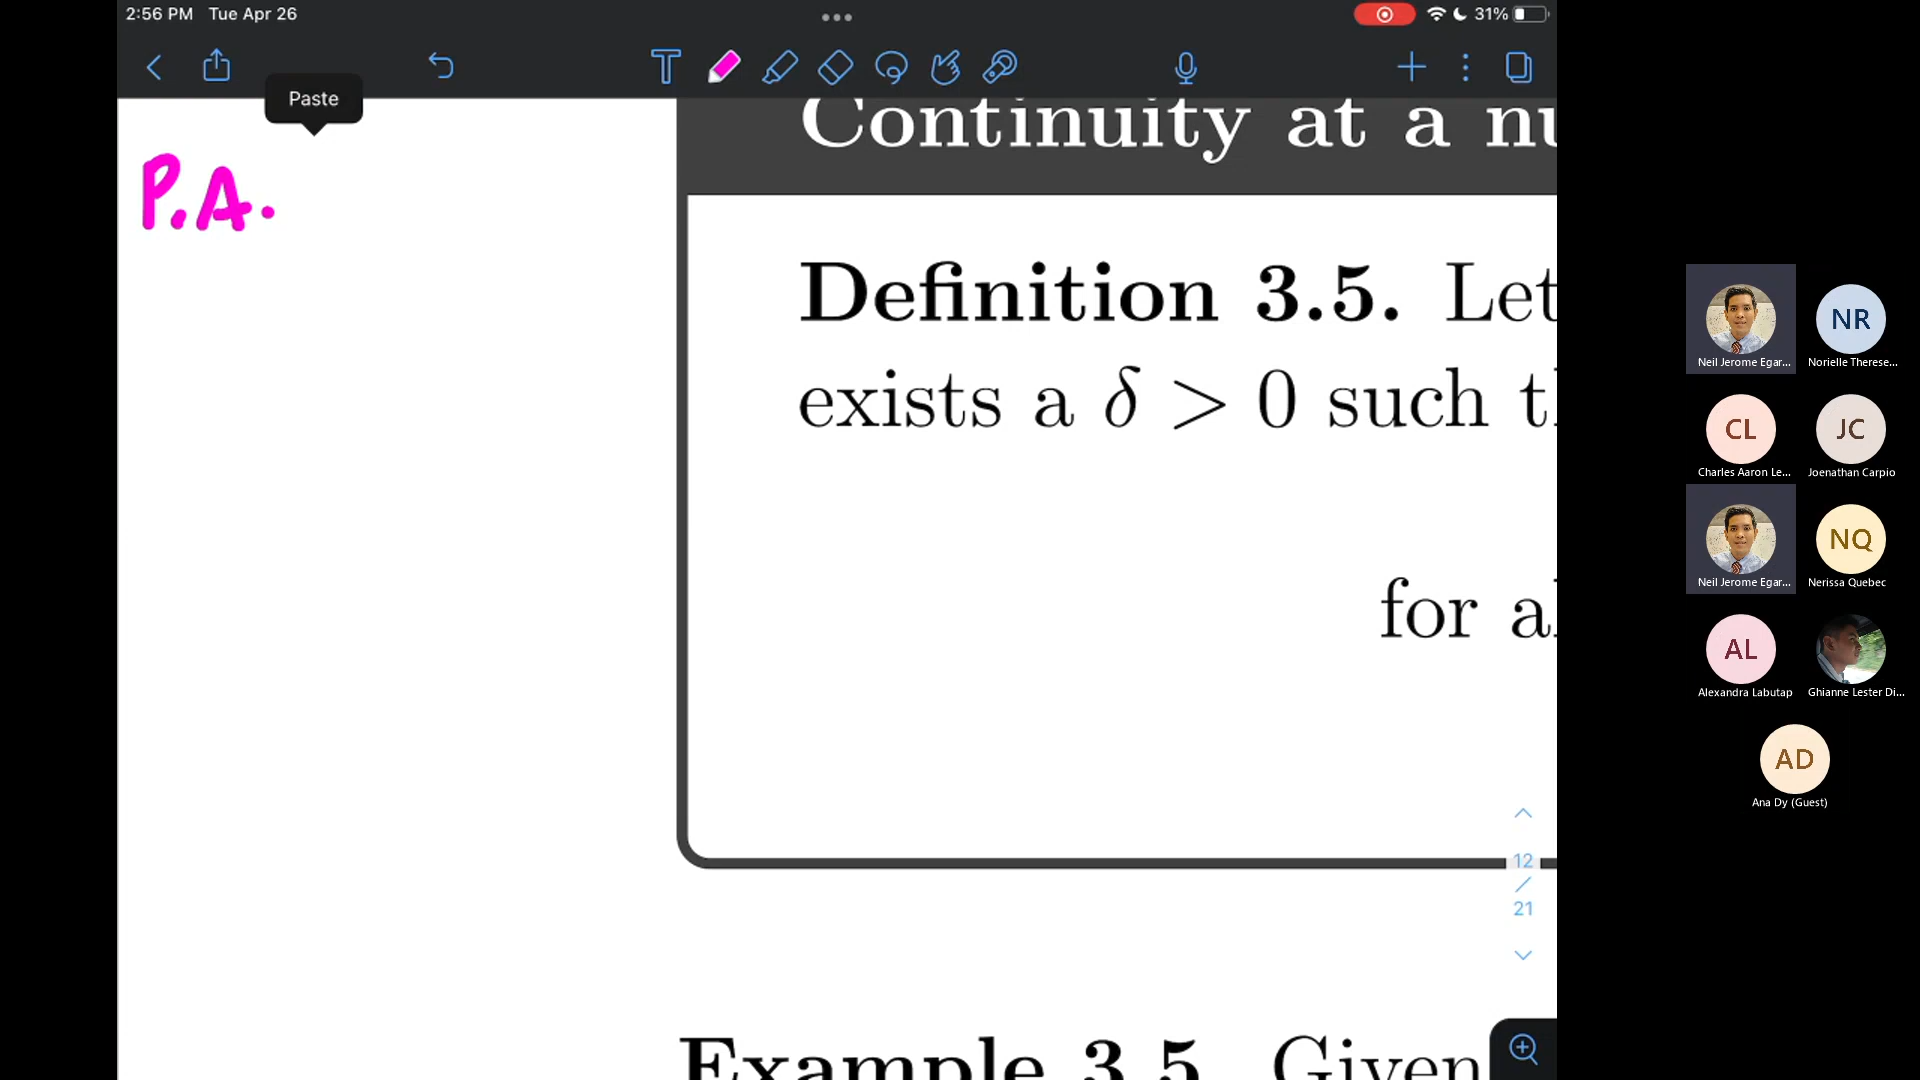 2:56 PM Tue Apr 26
31%
Paste
P.A.
Continuity at a
Definition 3.5. Let
exists a δ > 0 such
for
12
/
21
Example 3.5. Given
Neil Jerome Egar...
NR
Norielle Therese...
CL
Charles Aaron Le...
JC
Joenathan Carpio
Neil Jerome Egar...
NQ
Nerissa Quebec
AL
Alexandra Labutap
Ghianne Lester Di...
AD
Ana Dy (Guest)